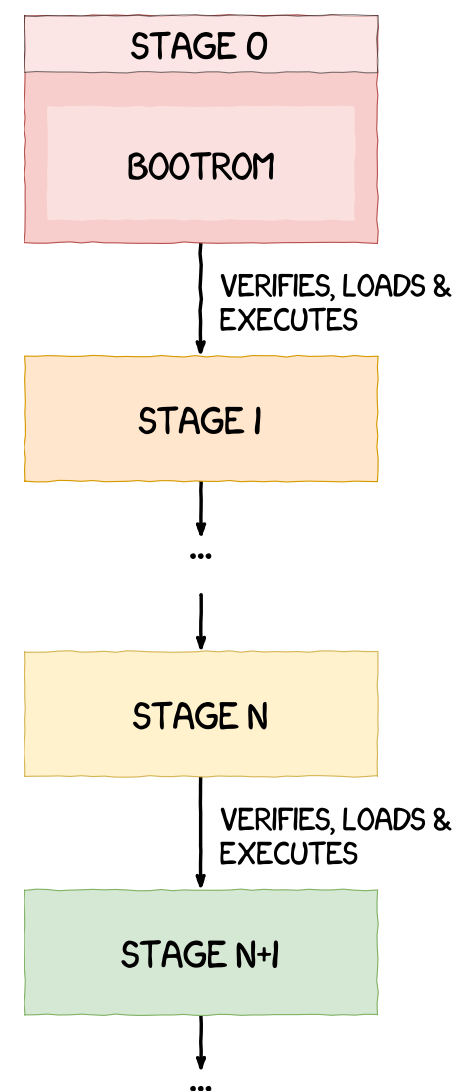 STAGE 0
BOOTROM
VERIFIES, LOADS &
EXECUTES
STAGE 1
...
STAGE N
VERIFIES, LOADS &
EXECUTES
STAGE N+1
...